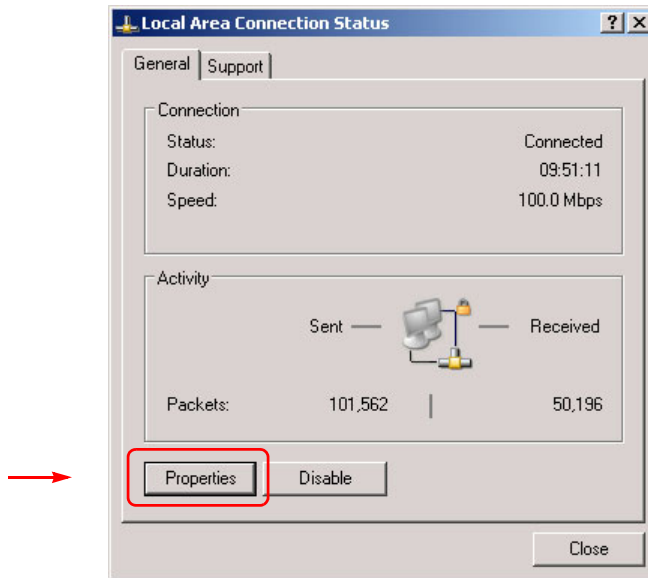 Local Area Connection Status
General Support
Connection
Status: Connected
Duration: 09:51:11
Speed: 100.0 Mbps
Activity
Sent Received
Packets: 101,562 50,196
Properties Disable
Close